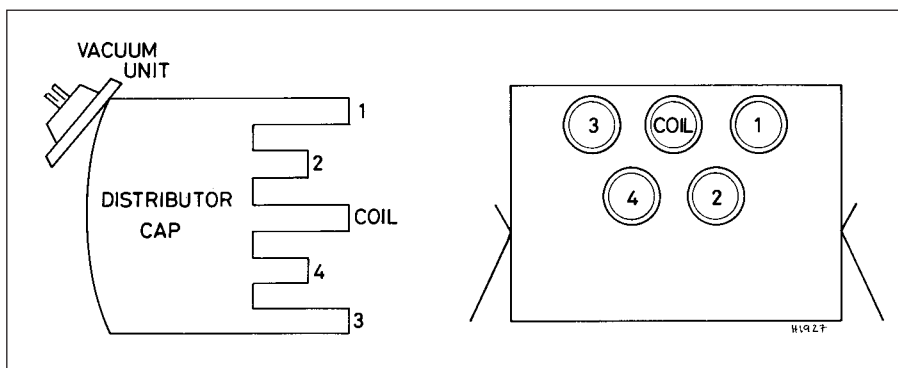 VACUUM
UNIT
DISTRIBUTOR
CAP
1
2
COIL
4
3
3 COIL 1
4 2
H1927